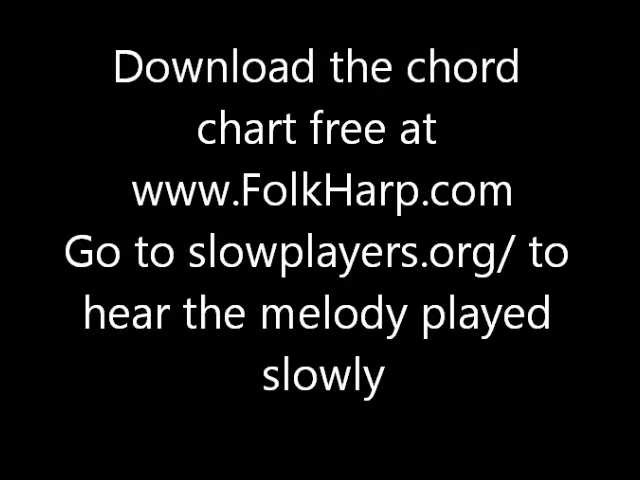 Download the chord
chart free at
www.FolkHarp.com
Go to slowplayers.org/ to
hear the melody played
slowly